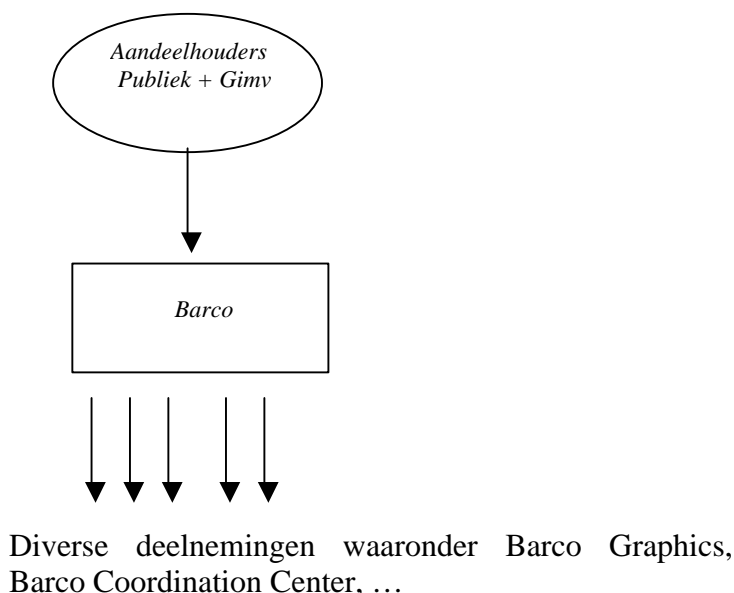 Aandeelhouders
Publiek + Gimv
Barco
Diverse deelnemingen waaronder Barco Graphics,
Barco Coordination Center, …